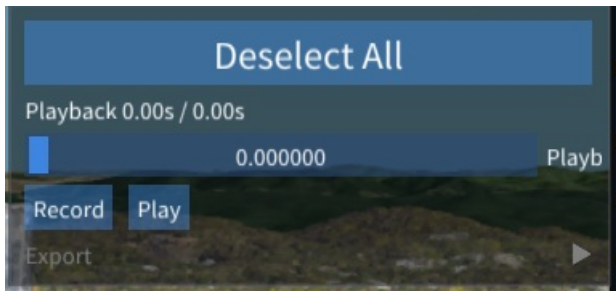 Deselect All
Playback 0.00s / 0.00s
0.000000 Playb
Record Play
Export